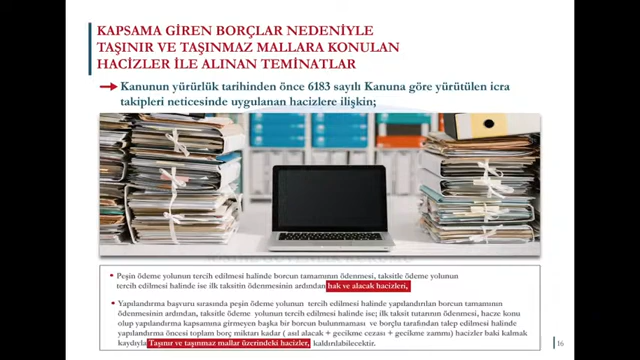 KAPSAMA GİREN BORÇLAR NEDENİYLE
TAŞINIR VE TAŞINMAZ MALLARA KONULAN
HACİZLER İLE ALINAN TEMİNATLAR
Kanunun yürürlük tarihinden önce 6183 sayılı Kanuna göre yürütülen icra
takipleri neticesinde uygulanan hacizlere ilişkin;
• Peşin ödeme yolunun tercih edilmesi halinde borcun tamamının ödenmesi, taksitle ödeme yolunun
tercih edilmesi halinde ise ilk taksitin ödenmesinin ardından hak ve alacak hacizleri,
• Yapılandırma başvuru sırasında peşin ödeme yolunun tercih edilmesi halinde yapılandırılan borcun tamamının
ödenmesinin ardından, taksitle ödeme yolunun tercih edilmesi halinde ise; ilk taksit tutarının ödenmesi, hacze konu
olup yapılandırma kapsamına girmeyen başka bir borcun bulunmaması ve borçlu tarafından talep edilmesi halinde
yapılandırma öncesi toplam borç miktarı kadar ( asıl alacak + gecikme cezası + gecikme zammı) hacizler baki kalmak
kaydıyla Taşınır ve taşınmaz mallar üzerindeki hacizler, kaldırılabilecektir.
16